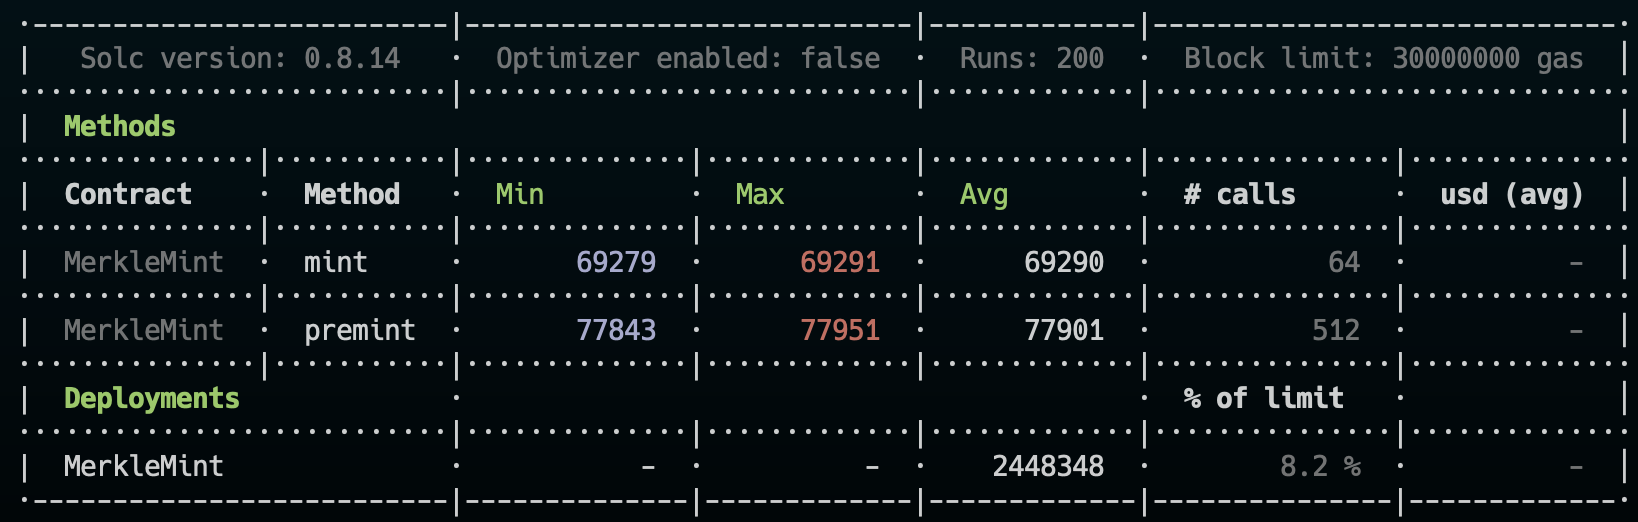 Solc version: 0.8.14 · Optimizer enabled: false · Runs: 200 · Block limit: 30000000 gas
Methods
Contract · Method · Min · Max · Avg · # calls · usd (avg)
MerkleMint · mint · 69279 · 69291 · 69290 · 64 · -
MerkleMint · premint · 77843 · 77951 · 77901 · 512 · -
Deployments · · % of limit ·
MerkleMint · - · - · 2448348 · 8.2 % · -